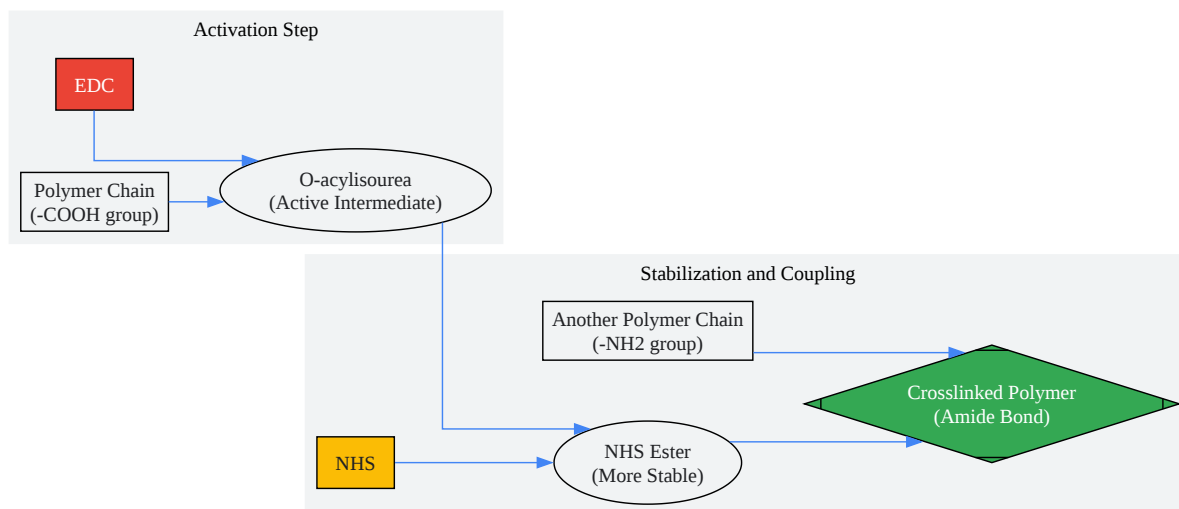 Activation Step
EDC
Polymer Chain
(-COOH group)
O-acylisourea
(Active Intermediate)
Stabilization and Coupling
Another Polymer Chain
(-NH2 group)
Crosslinked Polymer
(Amide Bond)
NHS
NHS Ester
(More Stable)